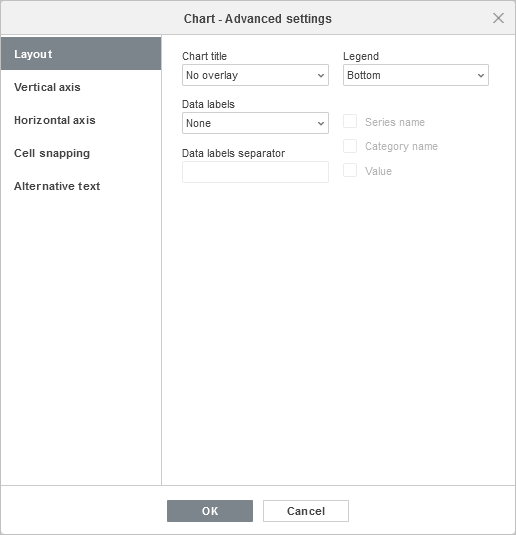 Chart - Advanced settings
Layout
Vertical axis
Horizontal axis
Cell snapping
Alternative text
Chart title
No overlay
Legend
Bottom
Data labels
None
Series name
Category name
Value
Data labels separator
OK
Cancel